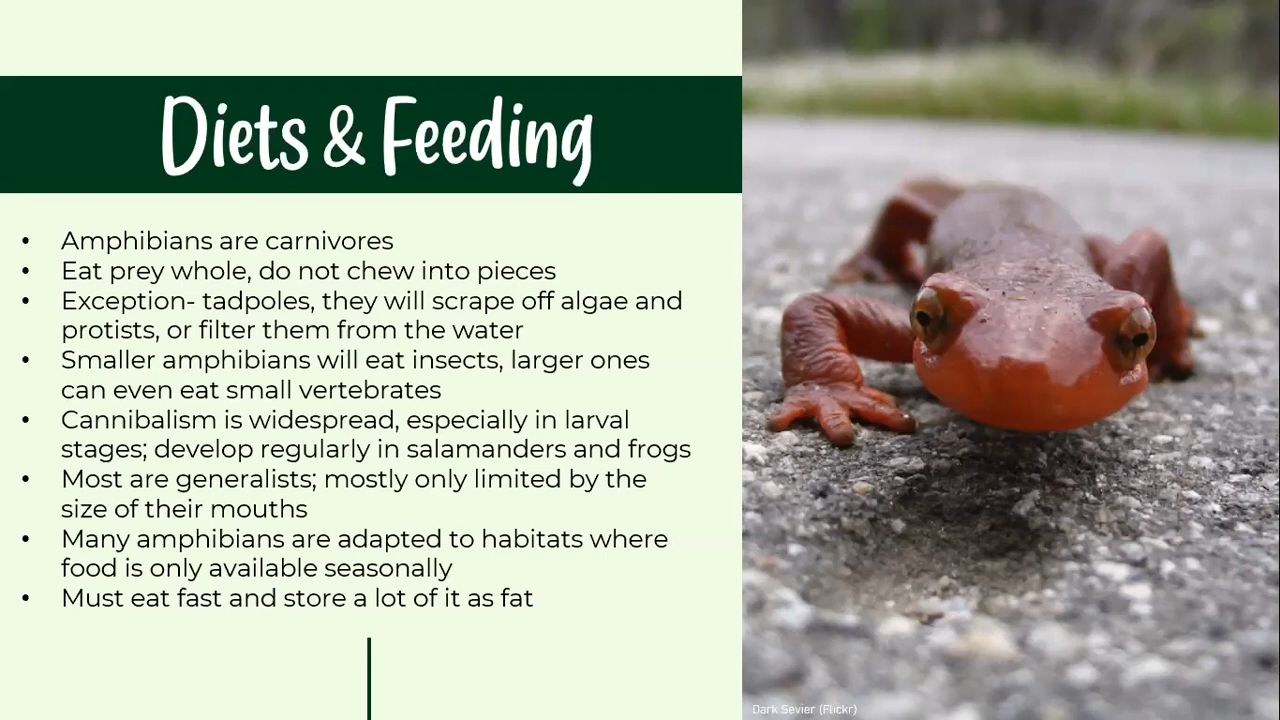 Diets & Feeding
• Amphibians are carnivores
• Eat prey whole, do not chew into pieces
• Exception- tadpoles, they will scrape off algae and
protists, or filter them from the water
• Smaller amphibians will eat insects, larger ones
can even eat small vertebrates
• Cannibalism is widespread, especially in larval
stages; develop regularly in salamanders and frogs
• Most are generalists; mostly only limited by the
size of their mouths
• Many amphibians are adapted to habitats where
food is only available seasonally
• Must eat fast and store a lot of it as fat
Dark Sevier (Flickr)